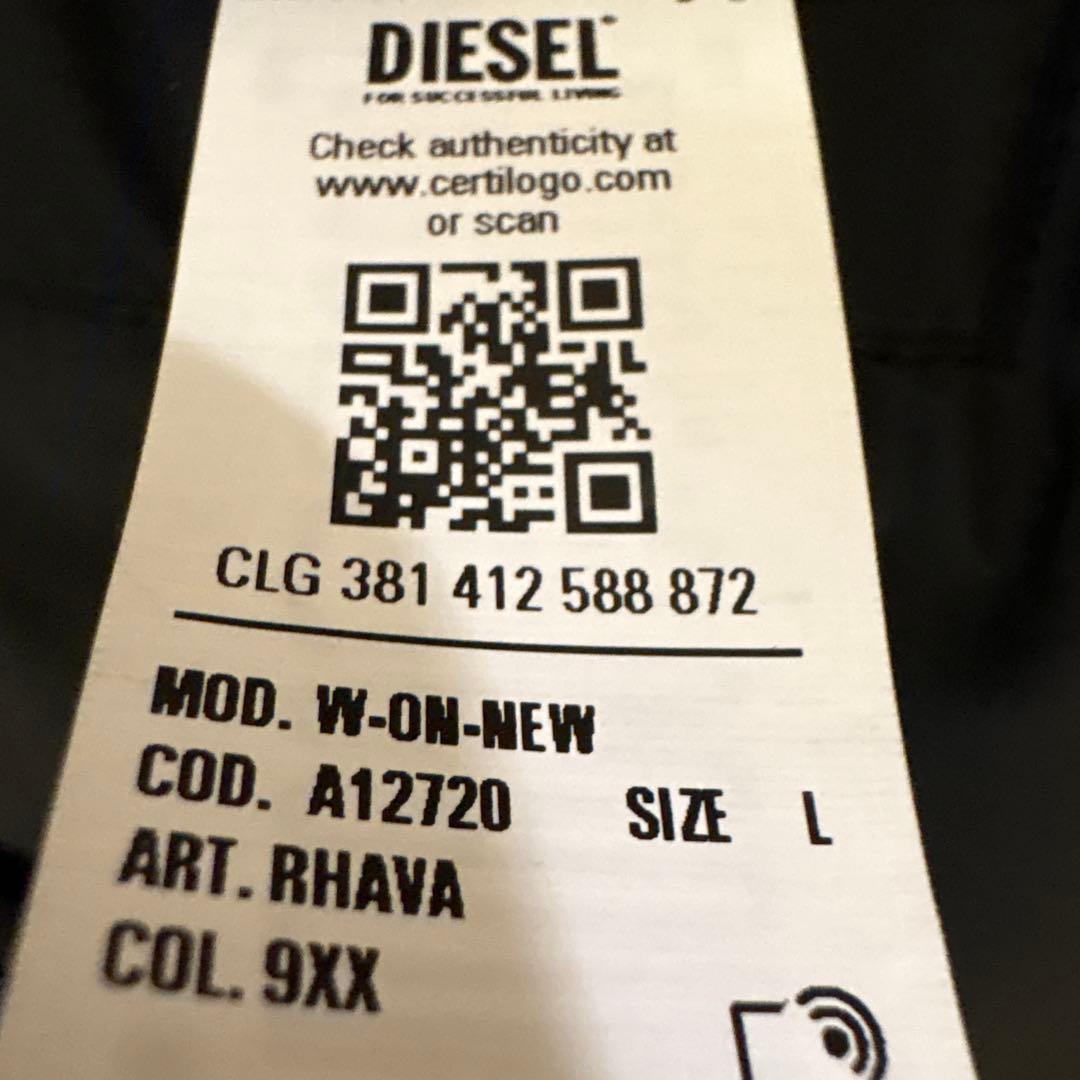 DIESEL
FOR SUCCESSFUL LIVING
Check authenticity at
www.certilogo.com
or scan
CLG 381 412 588 872
MOD. W-ON-NEW
COD. A12720 SIZE L
ART. RHAVA
COL. 9XX